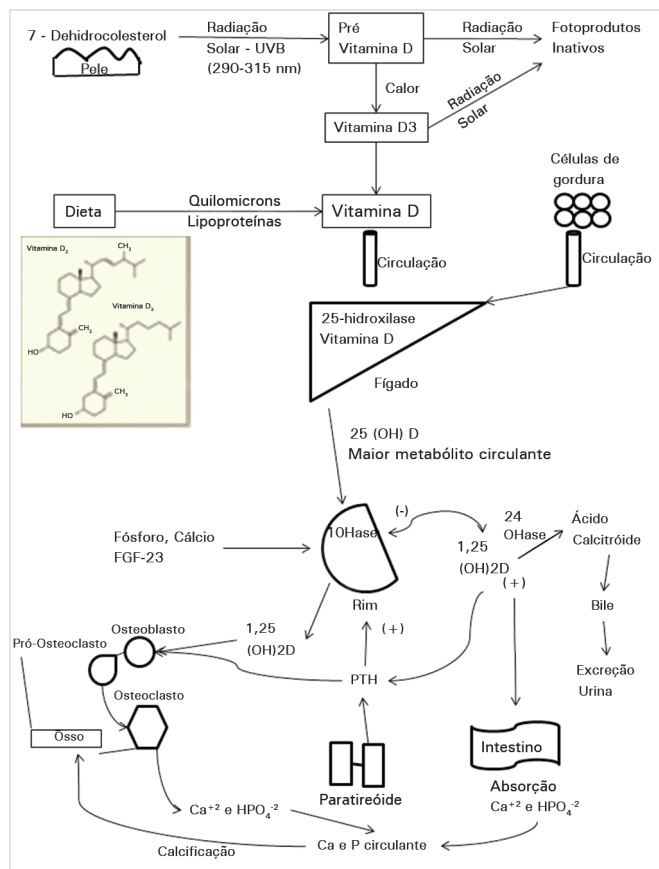 7 - Dehidrocolesterol
Pele
Radiação
Solar - UVB
(290-315 nm)
Pré
Vitamina D
Radiação
Solar
Fotoprodutos
Inativos
Calor
Radiação
Solar
Vitamina D3
Células de
gordura
Dieta
Quilomicrons
Lipoproteínas
Vitamina D
Circulação
Circulação
Vitamina D₂
CH₃
CH₂
HO
Vitamina D₃
CH₃
HO
25-hidroxilase
Vitamina D
Fígado
25 (OH) D
Maior metabólito circulante
Fósforo, Cálcio
FGF-23
1OHase
Rim
(-)
1,25
(OH)2D
(+)
24
OHase
Ácido
Calcitróide
Bile
Excreção
Urina
Pró-Osteoclasto
Osteoblasto
1,25
(OH)2D
(+)
PTH
Osteoclasto
Osso
Paratireóide
Intestino
Absorção
Ca⁺² e HPO₄⁻²
Ca⁺² e HPO₄⁻²
Calcificação
Ca e P circulante